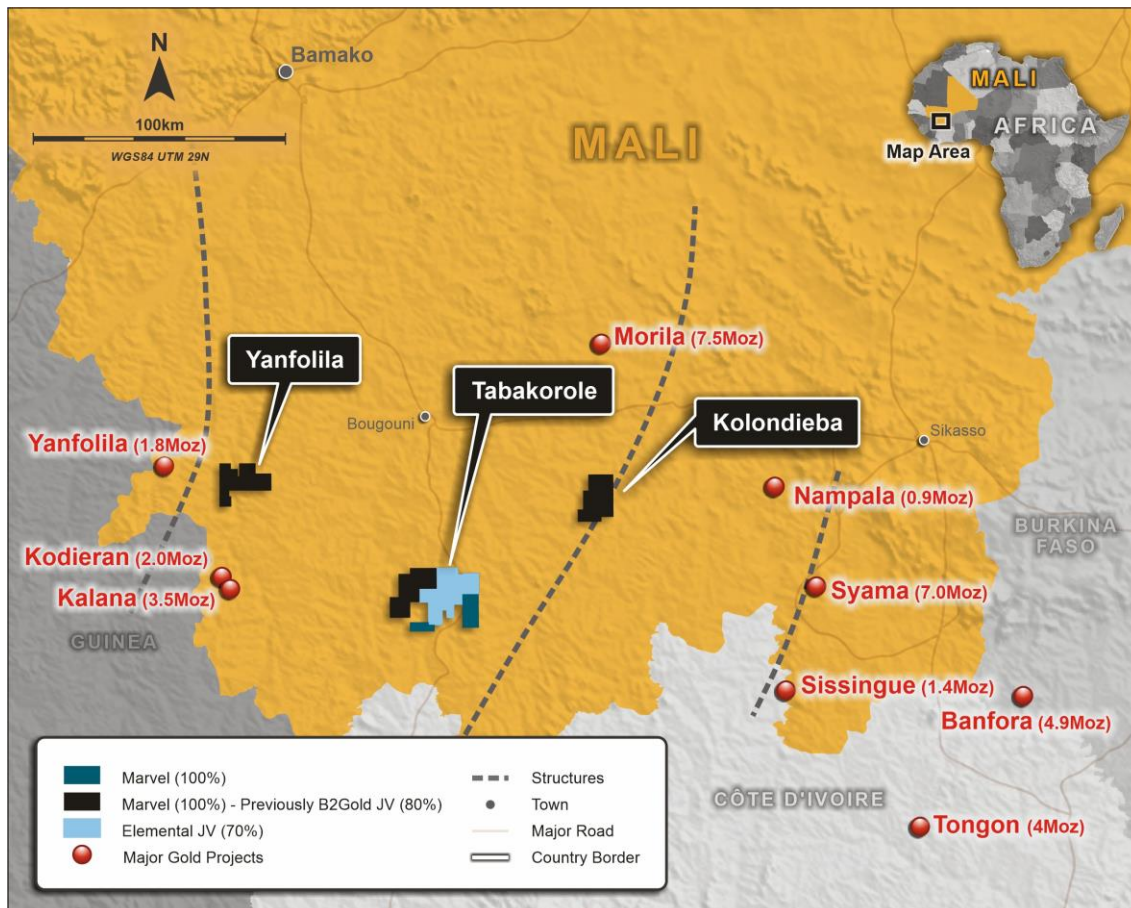 N
Bamako
100km
WGS84 UTM 29N
MALI
MALI
AFRICA
Map Area
Yanfolila
Morila (7.5Moz)
Tabakorole
Bougouni
Kolondieba
Sikasso
Yanfolila (1.8Moz)
Nampala (0.9Moz)
BURKINA
FASO
Kodieran (2.0Moz)
Kalana (3.5Moz)
Syama (7.0Moz)
GUINEA
Sissingue (1.4Moz)
Banfora (4.9Moz)
CÔTE D'IVOIRE
Tongon (4Moz)
Marvel (100%)
Marvel (100%) - Previously B2Gold JV (80%)
Elemental JV (70%)
Major Gold Projects
Structures
Town
Major Road
Country Border